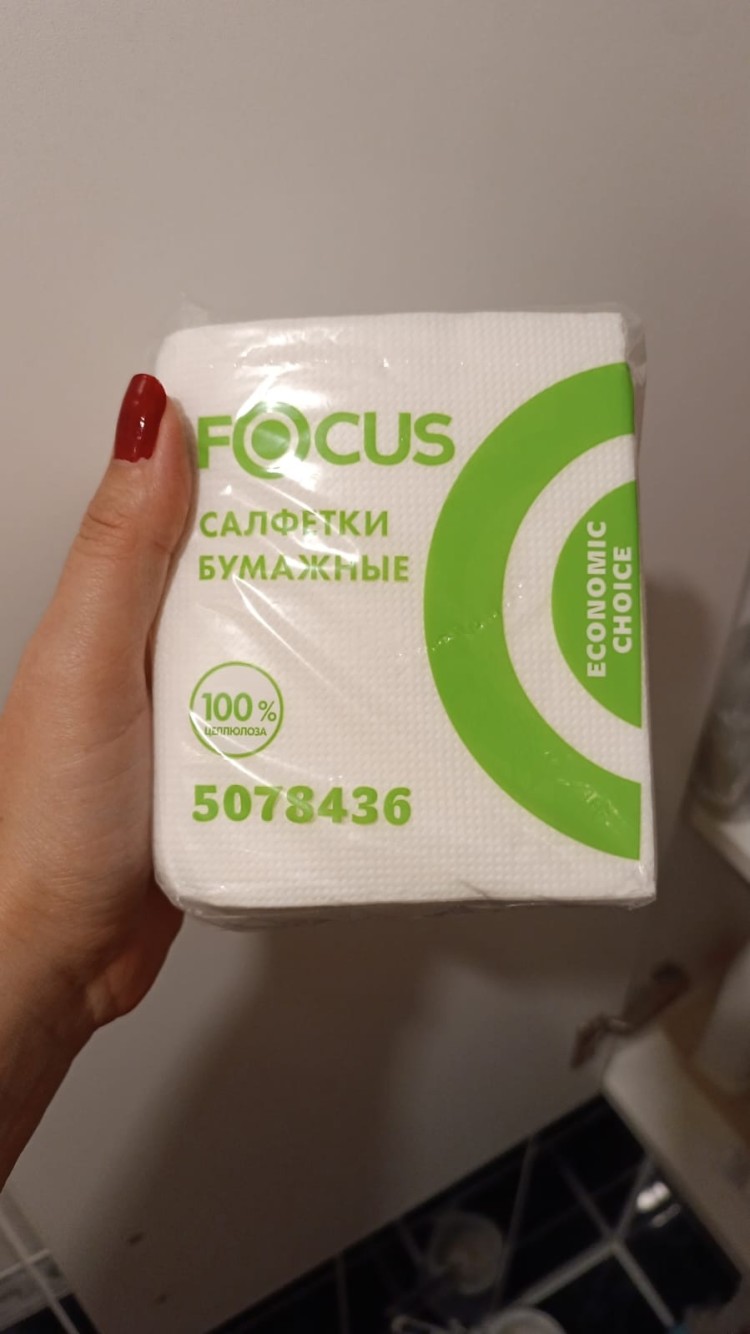 FOCUS
САЛФЕТКИ
БУМАЖНЫЕ
ECONOMIC
CHOICE
100 %
ЦЕЛЛЮЛОЗА
5078436